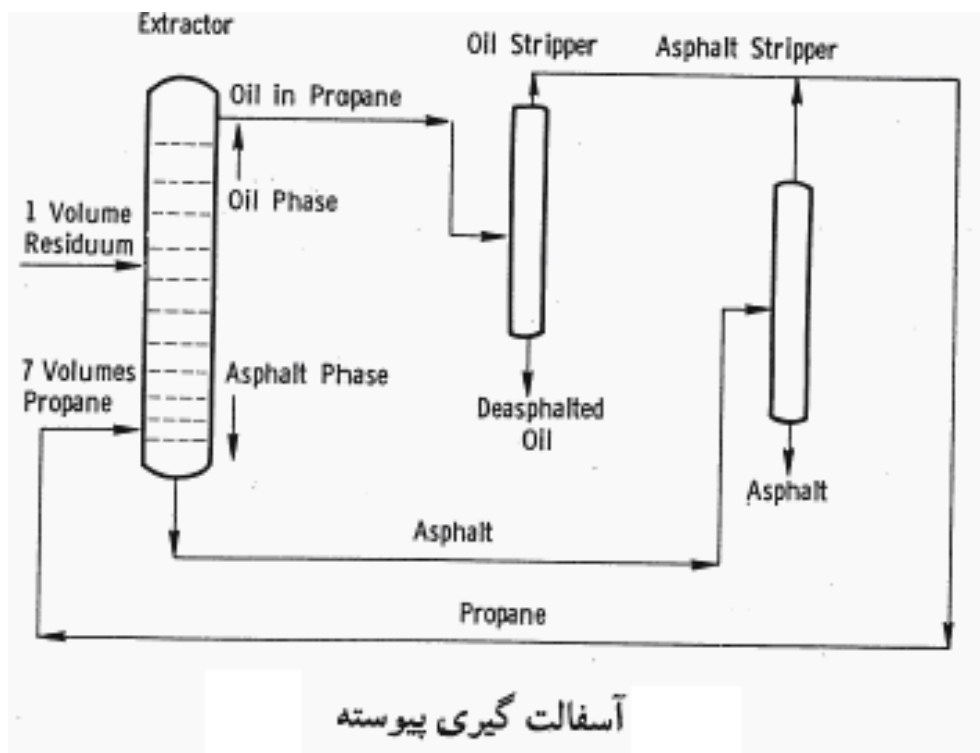 Extractor
Oil Stripper
Asphalt Stripper
Oil in Propane
Oil Phase
1 Volume
Residuum
7 Volumes
Propane
Asphalt Phase
Deasphalted
Oil
Asphalt
Asphalt
Propane
آسفالت گیری پیوسته